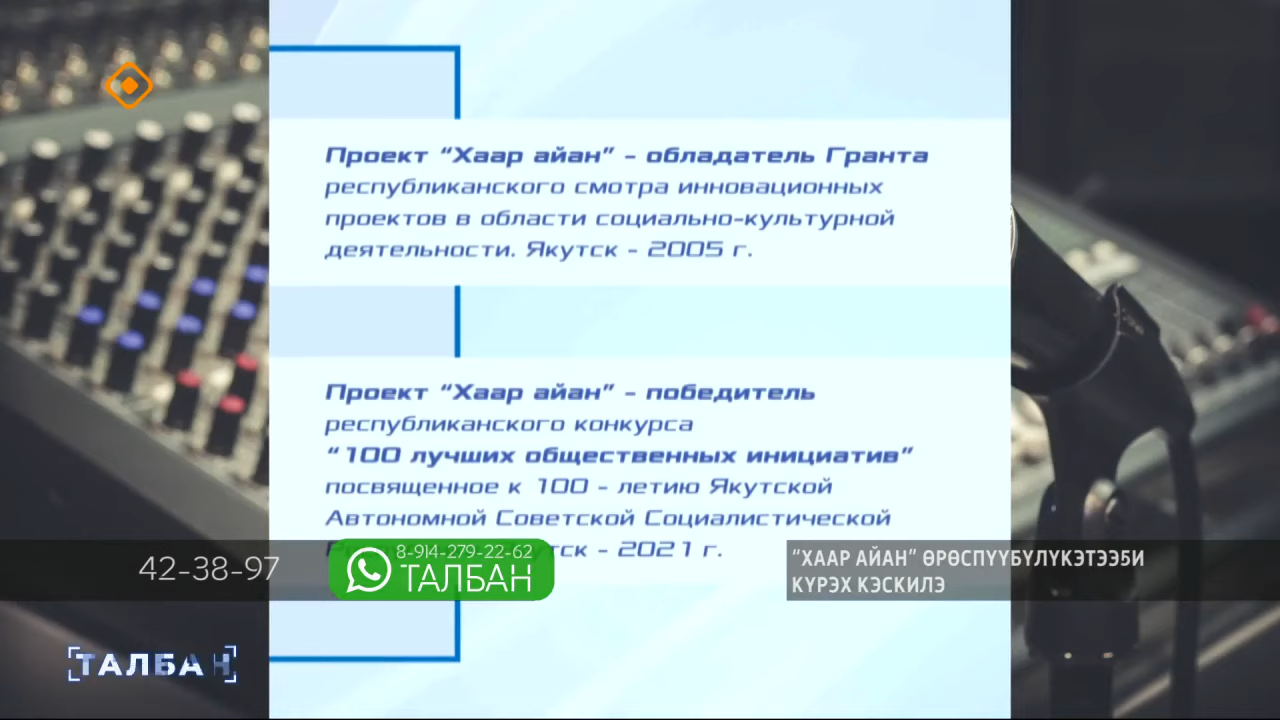 Проект “Хаар айан” - обладатель Гранта
республиканского смотра инновационных
проектов в области социально-культурной
деятельности. Якутск - 2005 г.
Проект “Хаар айан” - победитель
республиканского конкурса
“100 лучших общественных инициатив”
посвященное к 100 - летию Якутской
Автономной Советской Социалистической
- 2021 г.
42-38-97
8-914-279-22-62
ТАЛБАН
“ХААР АЙАН” ӨРӨСПҮҮБҮЛҮКЭТЭЭ5И
КҮРЭХ КЭСКИЛЭ
ТАЛБАН